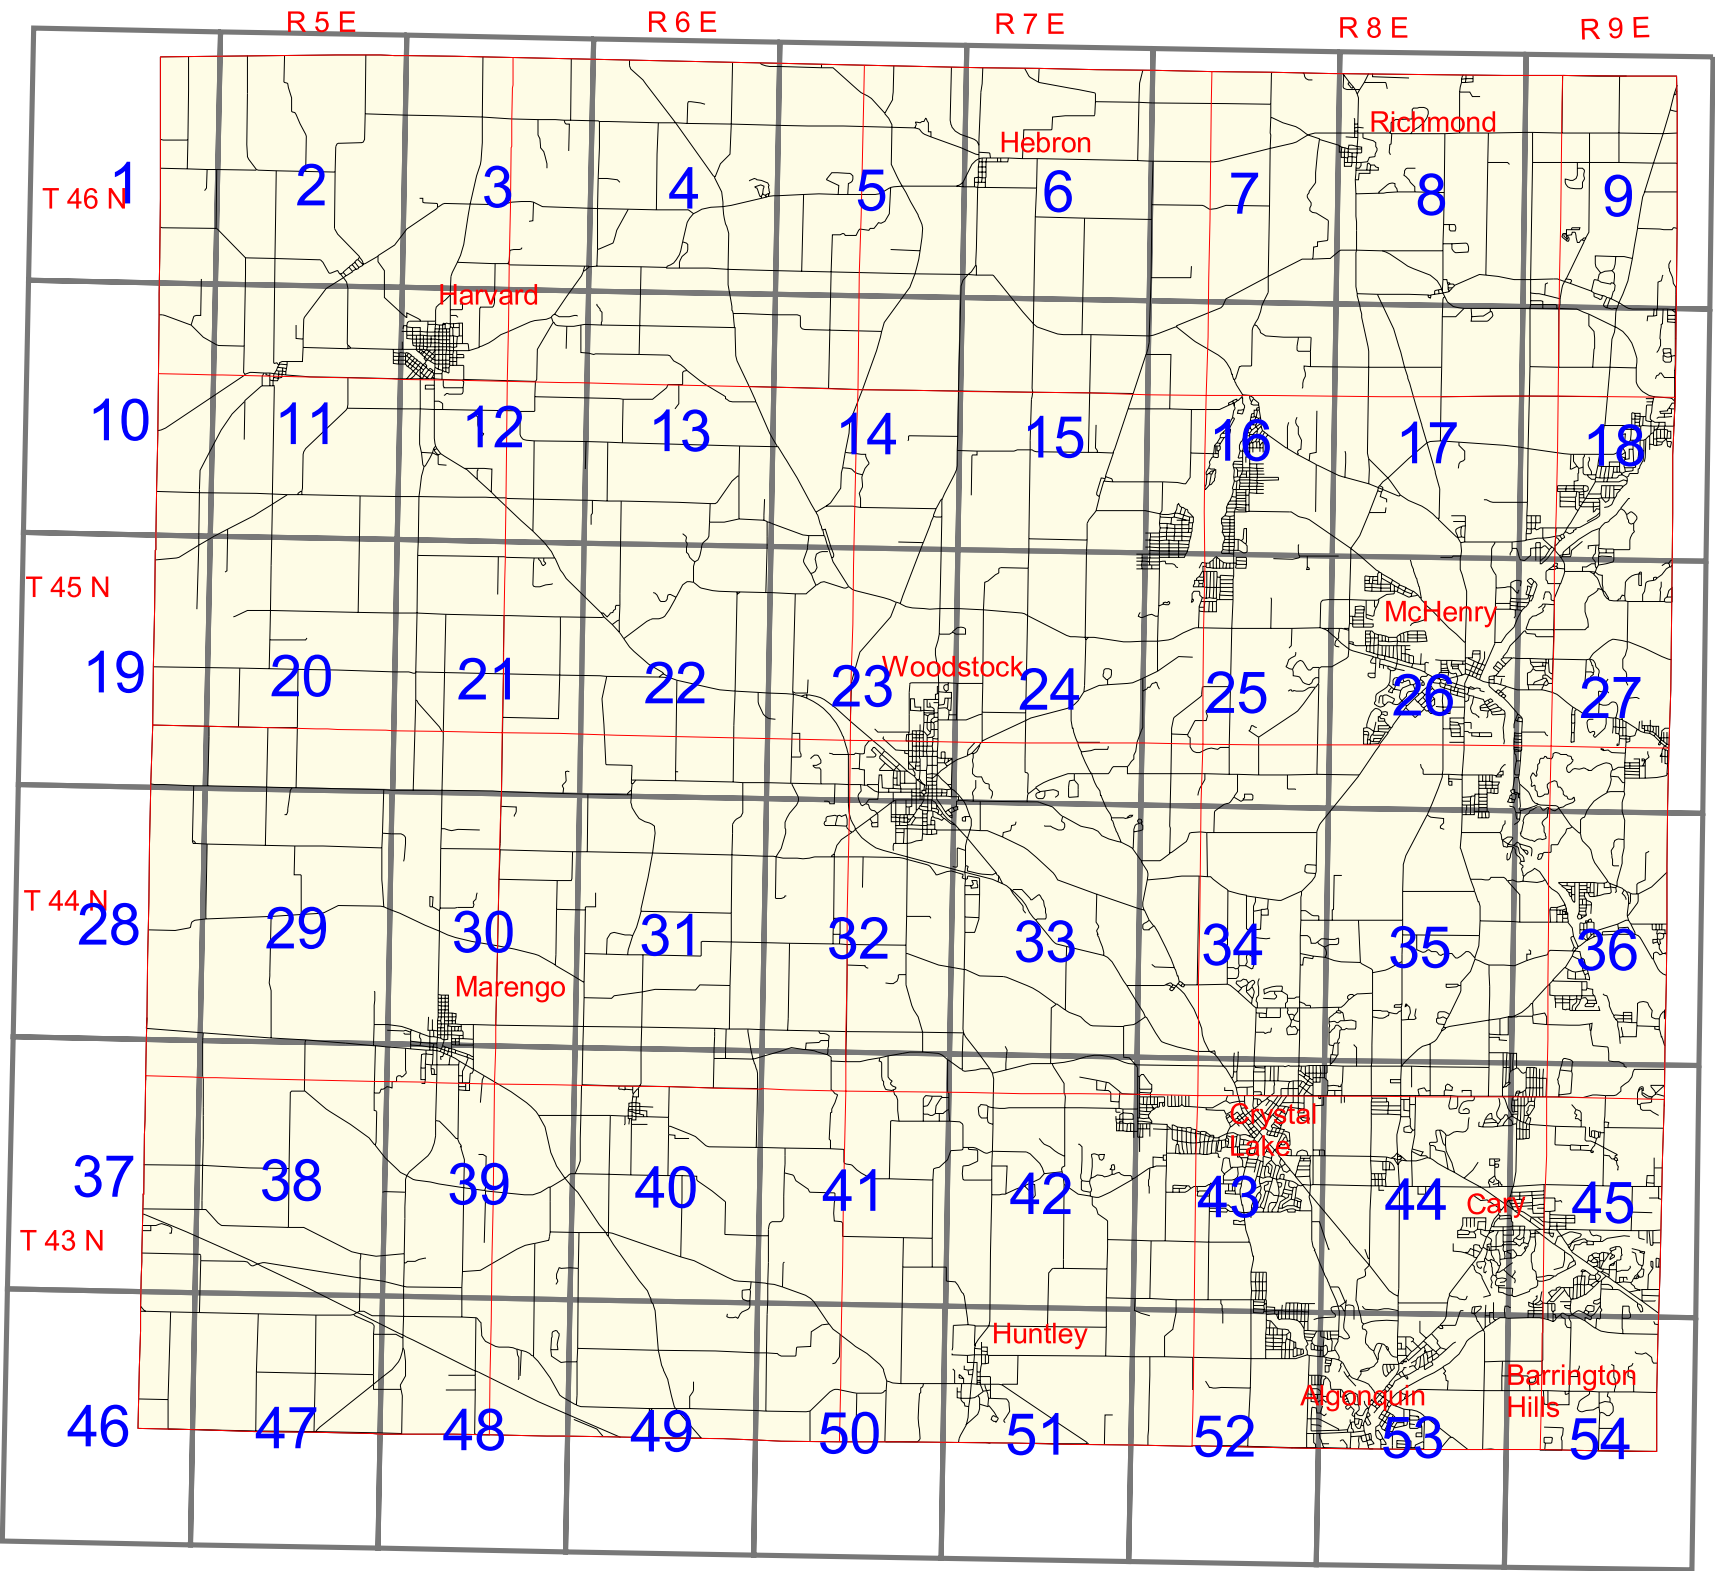 R 5 E
R 6 E
R 7 E
R 8 E
R 9 E
Richmond
Hebron
1
2
3
4
5
6
7
8
9
T 46 N
Harvard
10
11
12
13
14
15
16
17
18
T 45 N
McHenry
Woodstock
19
20
21
22
23
24
25
26
27
T 44 N
28
29
30
31
32
33
34
35
36
Marengo
Crystal
Lake
37
38
39
40
41
42
43
44
45
Cary
T 43 N
Huntley
Barrington
Hills
Algonquin
46
47
48
49
50
51
52
53
54